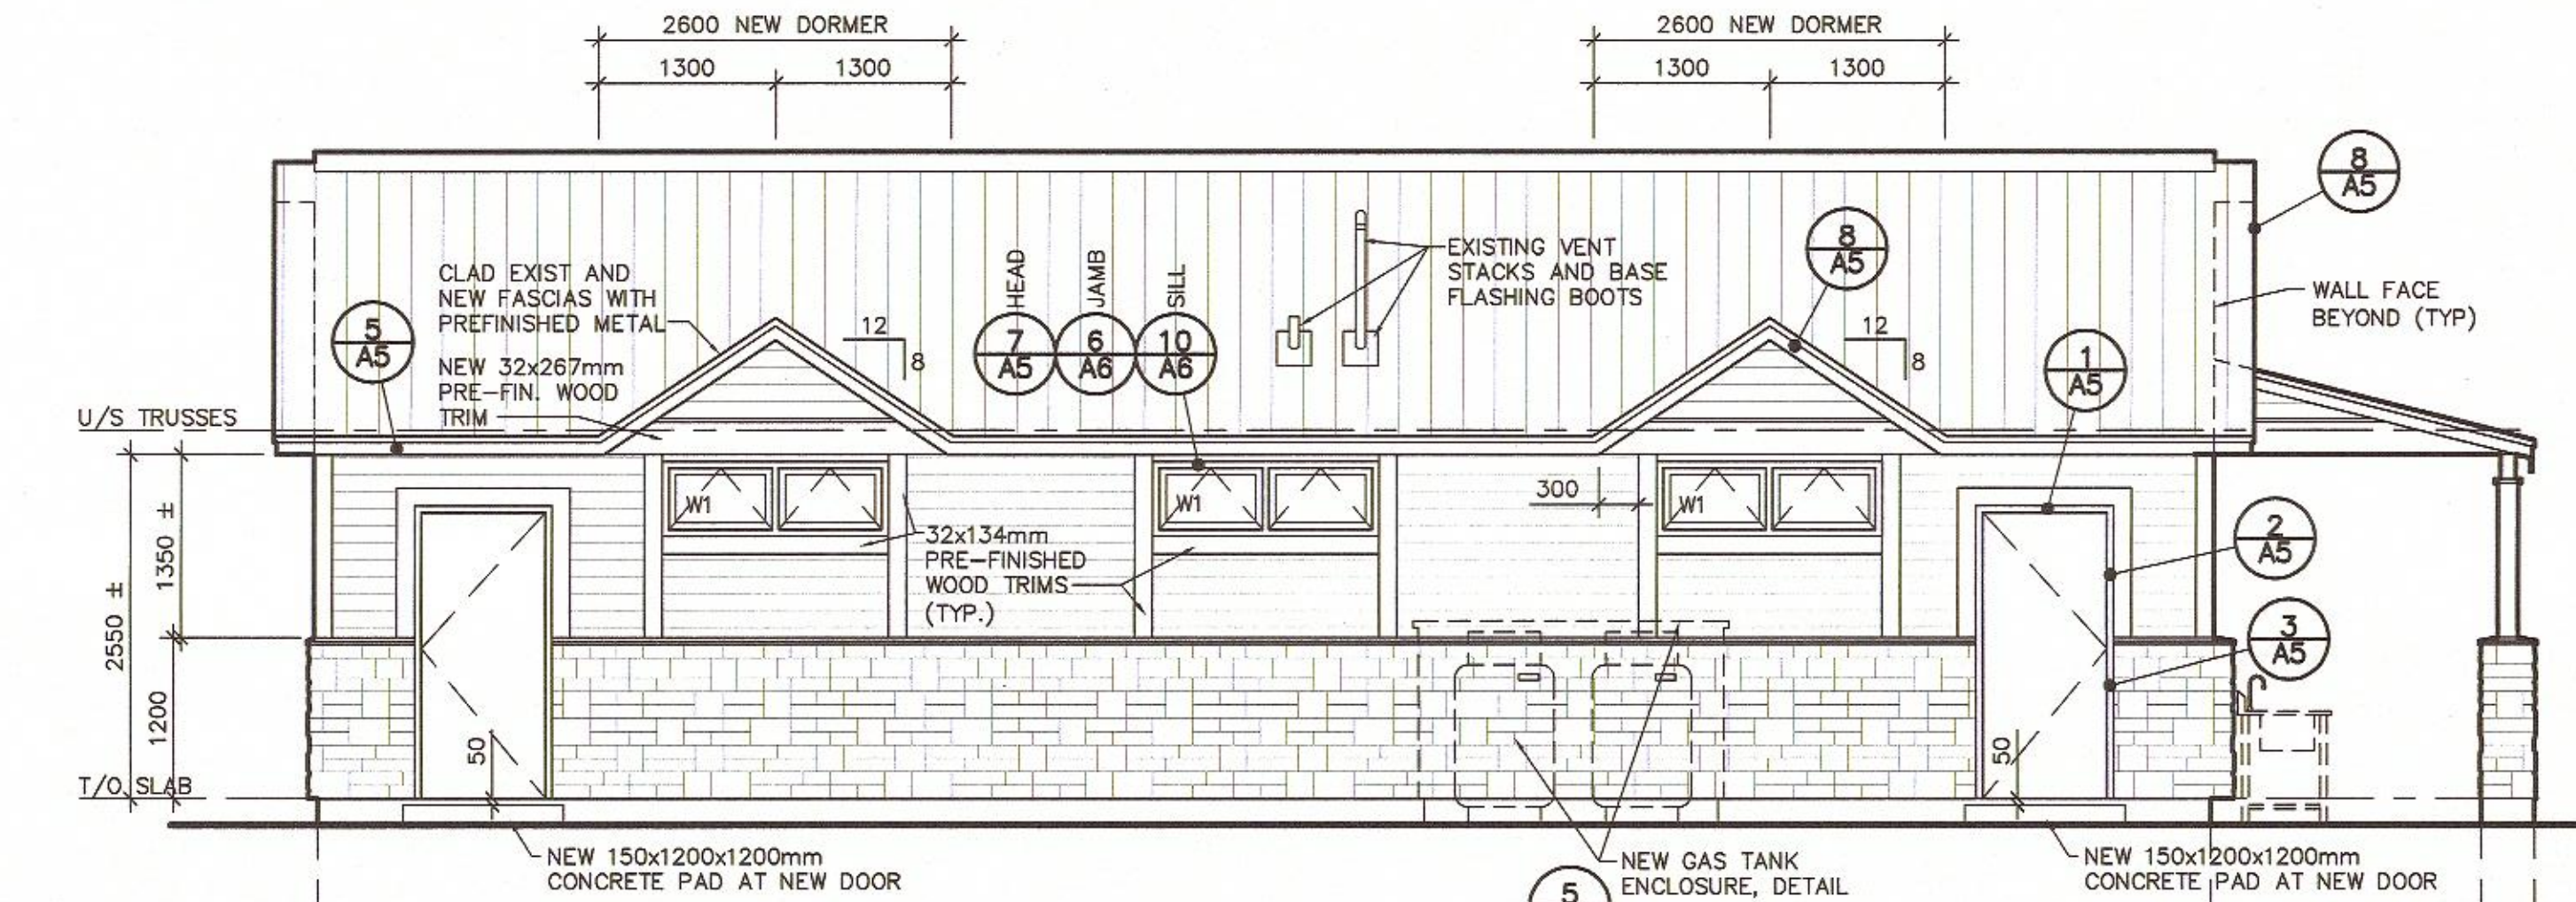 2600 NEW DORMER
1300
1300
2600 NEW DORMER
1300
1300
8
A5
8
A5
EXISTING VENT
STACKS AND BASE
FLASHING BOOTS
HEAD
JAMB
SILL
7
A5
6
A6
10
A6
CLAD EXIST AND
NEW FASCIAS WITH
PREFINISHED METAL
5
A5
NEW 32x267mm
PRE-FIN. WOOD
TRIM
12
8
12
8
WALL FACE
BEYOND (TYP)
1
A5
U/S TRUSSES
W1
W1
W1
300
32x134mm
PRE-FINISHED
WOOD TRIMS
(TYP.)
2
A5
3
A5
2550 ±
1350 ±
1200
50
50
T/O SLAB
NEW 150x1200x1200mm
CONCRETE PAD AT NEW DOOR
5
NEW GAS TANK
ENCLOSURE, DETAIL
NEW 150x1200x1200mm
CONCRETE PAD AT NEW DOOR